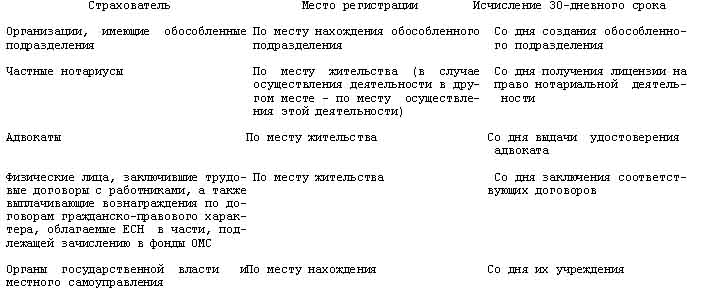 Страхователь Место регистрации Исчисление 30-дневного срока
Организации, имеющие обособленные По месту нахождения обособленного Со дня создания обособленно-
подразделения подразделения го подразделения
Частные нотариусы По месту жительства (в случае Со дня получения лицензии на
осуществления деятельности в дру- право нотариальной деятель-
гом месте - по месту осуществле- ности
ния этой деятельности)
Адвокаты По месту жительства Со дня выдачи удостоверения
адвоката
Физические лица, заключившие трудо- По месту жительства Со дня заключения соответст-
вые договоры с работниками, а также вующих договоров
выплачивающие вознаграждения по до-
говорам гражданско-правового харак-
тера, облагаемые ЕСН в части, под-
лежащей зачислению в фонды ОМС
Органы государственной власти и По месту нахождения Со дня их учреждения
местного самоуправления